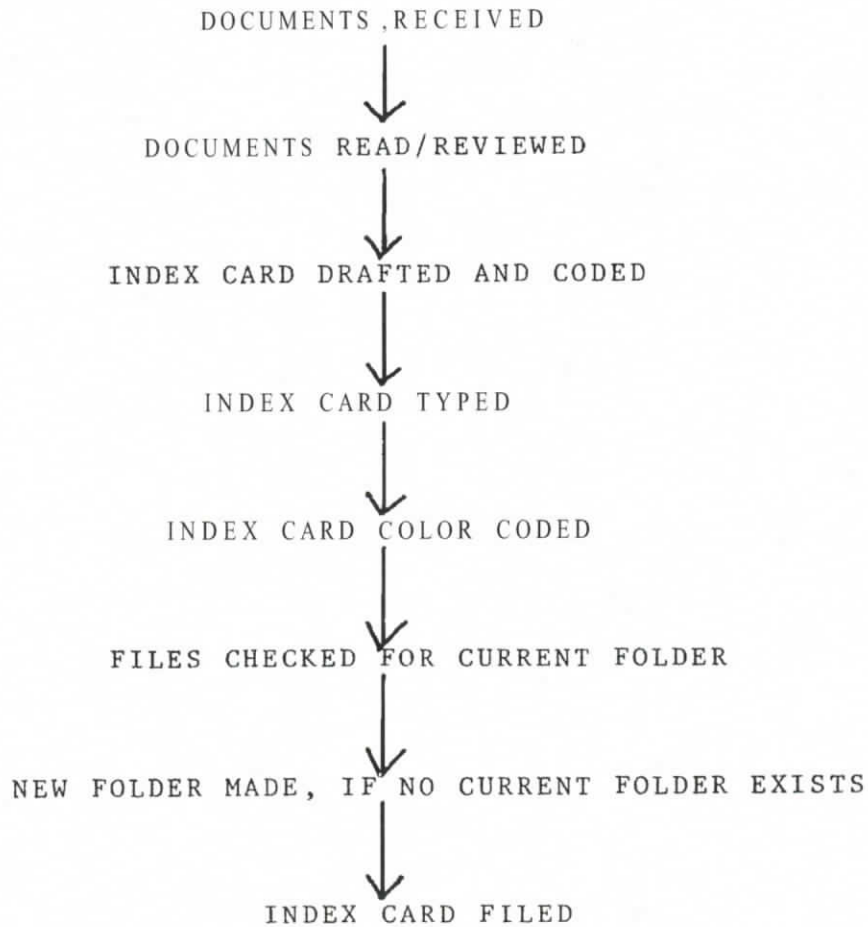 DOCUMENTS ,RECEIVED
DOCUMENTS READ/REVIEWED
INDEX CARD DRAFTED AND CODED
INDEX CARD TYPED
INDEX CARD COLOR CODED
FILES CHECKED FOR CURRENT FOLDER
NEW FOLDER MADE, IF NO CURRENT FOLDER EXISTS
INDEX CARD FILED